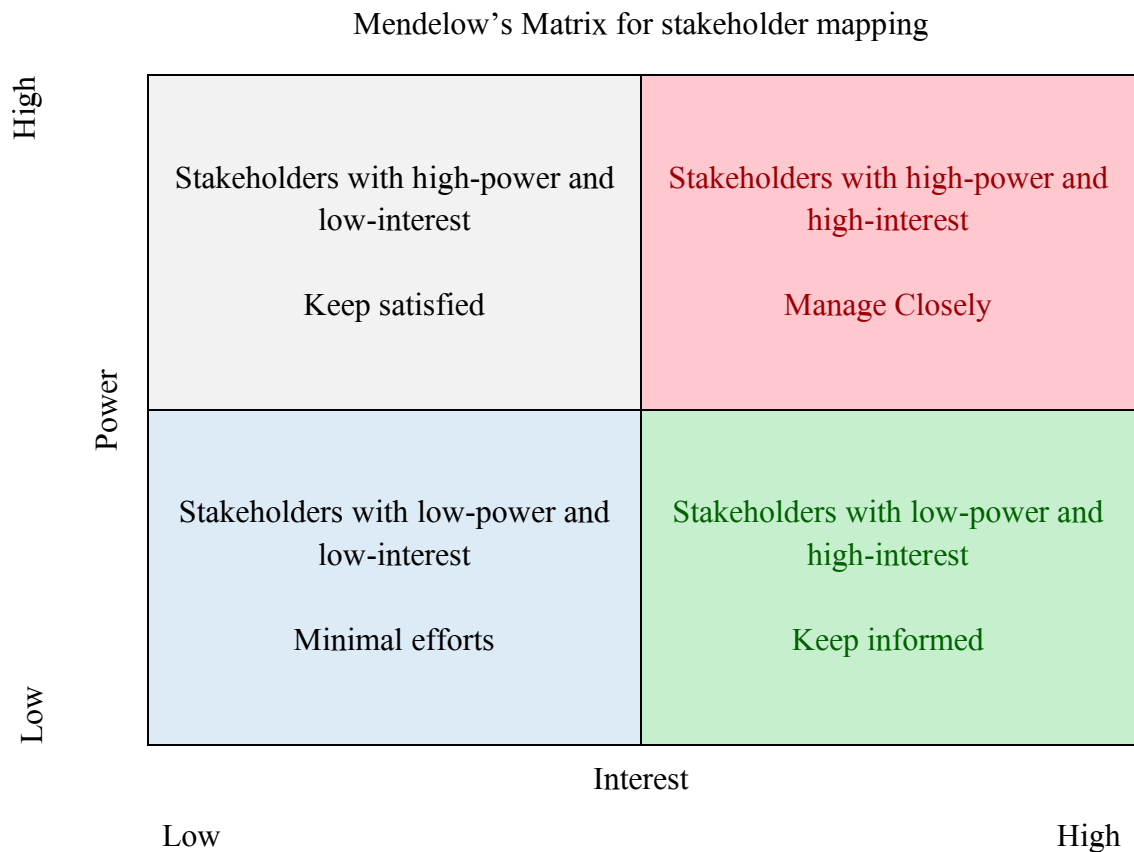 Mendelow’s Matrix for stakeholder mapping
High
Stakeholders with high-power and
low-interest
Keep satisfied
Stakeholders with high-power and
high-interest
Manage Closely
Power
Stakeholders with low-power and
low-interest
Minimal efforts
Stakeholders with low-power and
high-interest
Keep informed
Low
Interest
Low
High